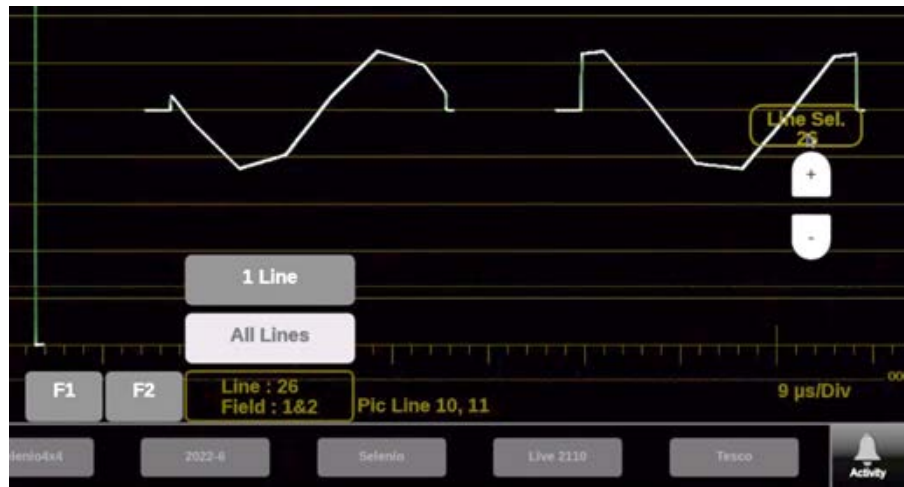 Line Sel.
26
+
-
1 Line
All Lines
F1
F2
Line : 26
Field : 1&2
Pic Line 10, 11
9 µs/Div
elenio4x4
2022-6
Selenio
Live 2110
Tesco
Activity